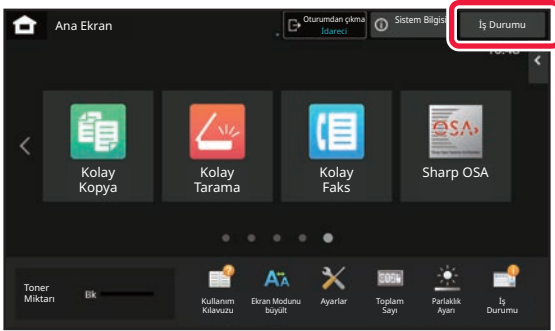 Ana Ekran
Oturumdan çıkma
İdareci
Sistem Bilgisi
İş Durumu
Kolay
Kopya
Kolay
Tarama
Kolay
Faks
OSA
Sharp OSA
Toner
Miktarı
Bk
Kullanım
Kılavuzu
Ekran Modunu
büyült
Ayarlar
Toplam
Sayı
Parlaklık
Ayarı
İş
Durumu